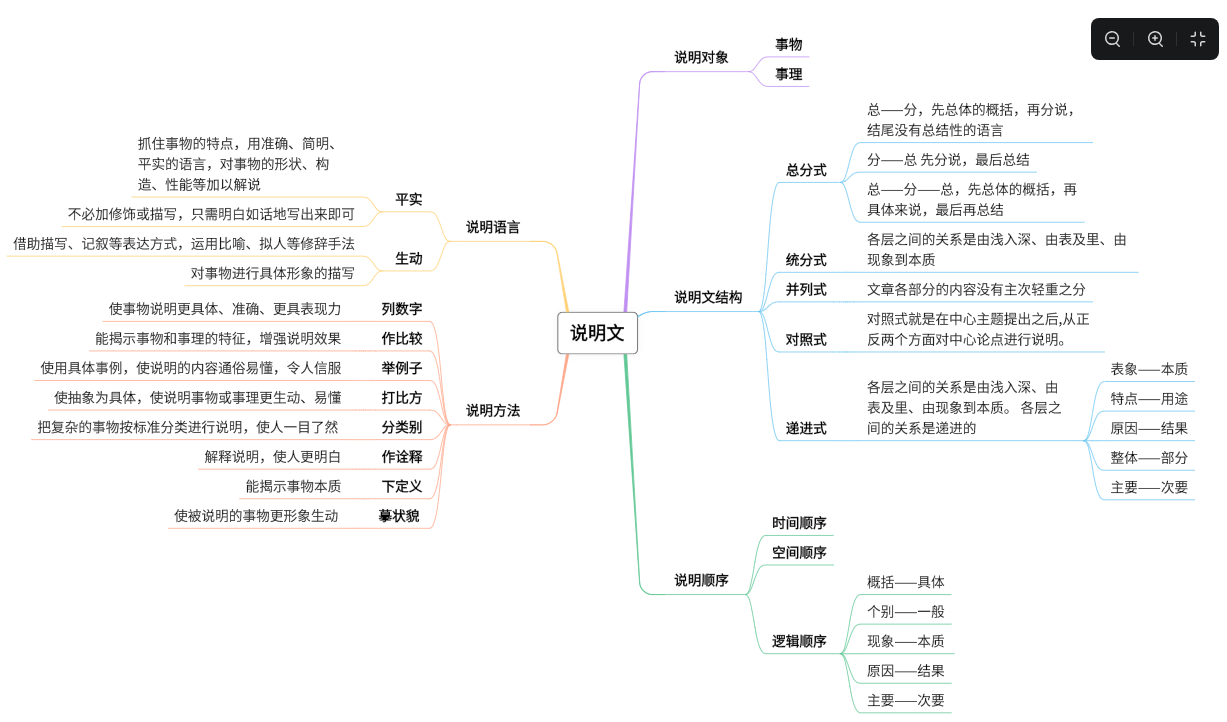 说明文
说明对象
事物
事理
说明文结构
总分式
总——分，先总体的概括，再分说，
结尾没有总结性的语言
分——总 先分说，最后总结
总——分——总，先总体的概括，再
具体来说，最后再总结
统分式
各层之间的关系是由浅入深、由表及里、由
现象到本质
并列式
文章各部分的内容没有主次轻重之分
对照式
对照式就是在中心主题提出之后,从正
反两个方面对中心论点进行说明。
递进式
各层之间的关系是由浅入深、由
表及里、由现象到本质。 各层之
间的关系是递进的
表象——本质
特点——用途
原因——结果
整体——部分
主要——次要
说明顺序
时间顺序
空间顺序
逻辑顺序
概括——具体
个别——一般
现象——本质
原因——结果
主要——次要
说明语言
平实
抓住事物的特点，用准确、简明、
平实的语言，对事物的形状、构
造、性能等加以解说
不必加修饰或描写，只需明白如话地写出来即可
生动
借助描写、记叙等表达方式，运用比喻、拟人等修辞手法
对事物进行具体形象的描写
说明方法
列数字
使事物说明更具体、准确、更具表现力
作比较
能揭示事物和事理的特征，增强说明效果
举例子
使用具体事例，使说明的内容通俗易懂，令人信服
打比方
使抽象为具体，使说明事物或事理更生动、易懂
分类别
把复杂的事物按标准分类进行说明，使人一目了然
作诠释
解释说明，使人更明白
下定义
能揭示事物本质
摹状貌
使被说明的事物更形象生动